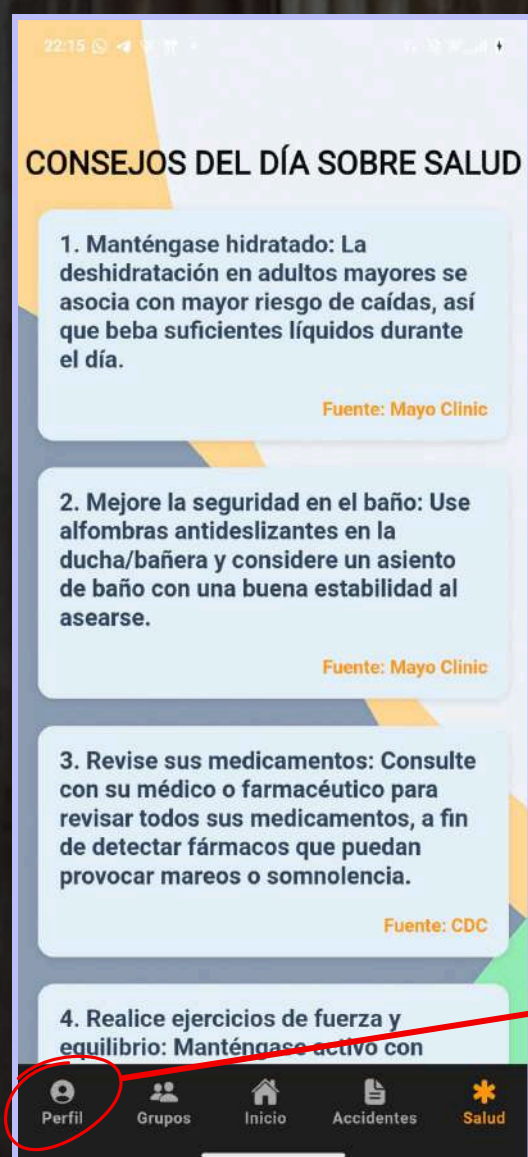 22:15
CONSEJOS DEL DÍA SOBRE SALUD
1. Manténgase hidratado: La
deshidratación en adultos mayores se
asocia con mayor riesgo de caídas, así
que beba suficientes líquidos durante
el día.
Fuente: Mayo Clinic
2. Mejore la seguridad en el baño: Use
alfombras antideslizantes en la
ducha/bañera y considere un asiento
de baño con una buena estabilidad al
asearse.
Fuente: Mayo Clinic
3. Revise sus medicamentos: Consulte
con su médico o farmacéutico para
revisar todos sus medicamentos, a fin
de detectar fármacos que puedan
provocar mareos o somnolencia.
Fuente: CDC
4. Realice ejercicios de fuerza y
equilibrio: Manténgase activo con
Perfil Grupos Inicio Accidentes Salud